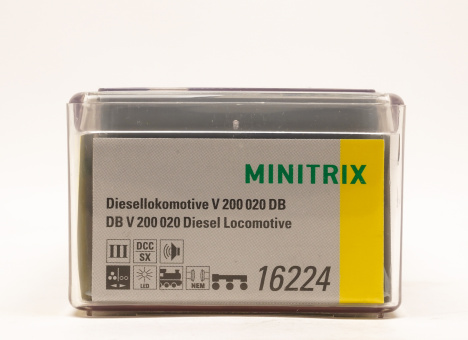 MINITRIX
Diesellokomotive V 200 020 DB
DB V 200 020 Diesel Locomotive
III DCC SX
LED NEM 16224